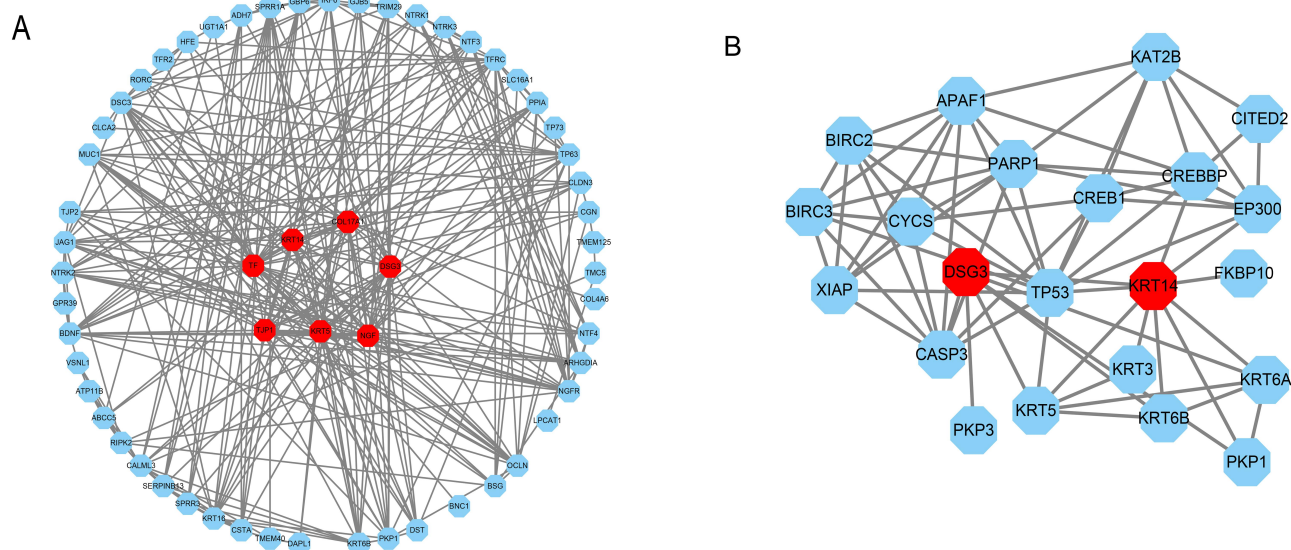 A
SPRR1A
GBP6
IRF6
GJB5
TRIM29
ADH7
NTRK1
UGT1A1
NTRK3
HFE
NTF3
TFR2
TFRC
RORC
SLC16A1
DSC3
PPIA
CLCA2
TP73
MUC1
TP63
CLDN3
TJP2
CGN
JAG1
TMEM125
NTRK2
TMC5
GPR39
COL4A6
BDNF
NTF4
VSNL1
ARHGDIA
ATP11B
NGFR
ABCC5
LPCAT1
RIPK2
CALML3
OCLN
SERPINB13
BSG
SPRR3
BNC1
KRT16
CSTA
DST
TMEM40
PKP1
DAPL1
KRT6B
COL17A1
KRT14
TF
DSG3
TJP1
KRT5
NGF
B
KAT2B
APAF1
CITED2
BIRC2
PARP1
CREBBP
CREB1
BIRC3
CYCS
EP300
DSG3
FKBP10
XIAP
TP53
KRT14
CASP3
KRT3
KRT6A
KRT5
KRT6B
PKP3
PKP1